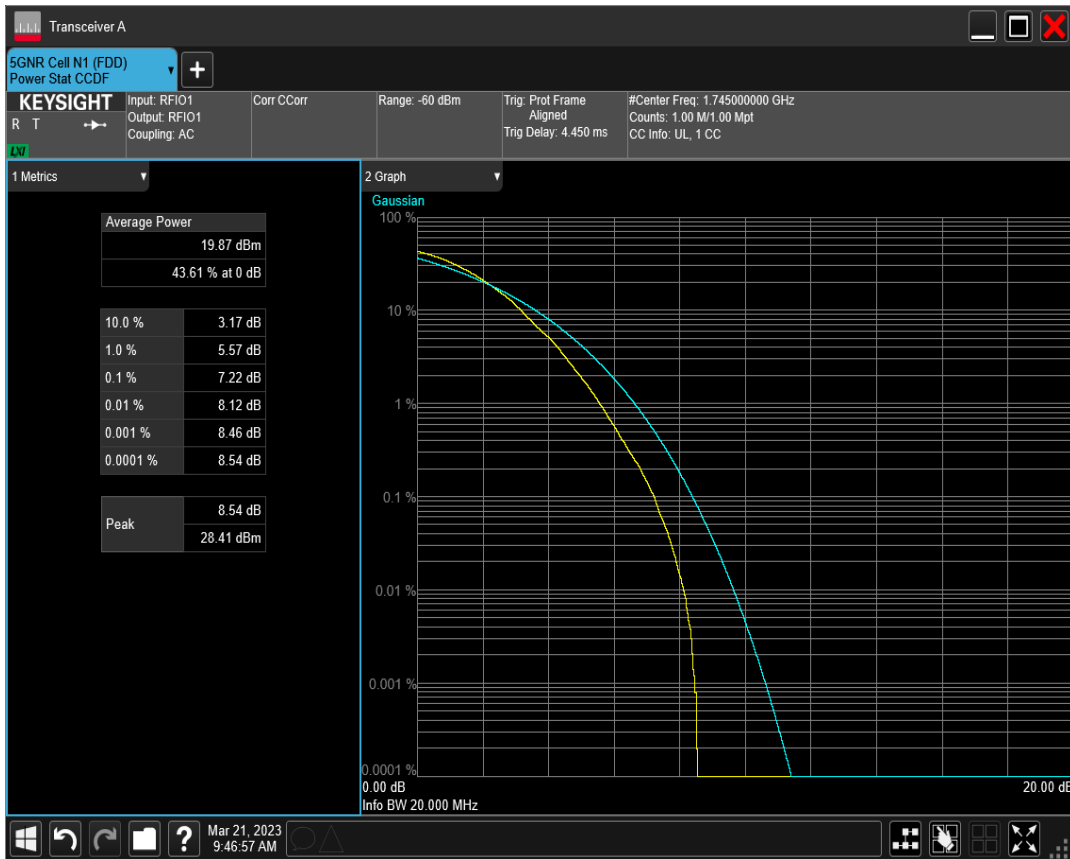 Transceiver A
5GNR Cell N1 (FDD)
Power Stat CCDF
+
KEYSIGHT
R T
LXI
Input: RFIO1
Output: RFIO1
Coupling: AC
Corr CCorr
Range: -60 dBm
Trig: Prot Frame
Aligned
Trig Delay: 4.450 ms
#Center Freq: 1.745000000 GHz
Counts: 1.00 M/1.00 Mpt
CC Info: UL, 1 CC
1 Metrics
Average Power
19.87 dBm
43.61 % at 0 dB
10.0 % 3.17 dB
1.0 % 5.57 dB
0.1 % 7.22 dB
0.01 % 8.12 dB
0.001 % 8.46 dB
0.0001 % 8.54 dB
Peak
8.54 dB
28.41 dBm
2 Graph
Gaussian
100 %
10 %
1 %
0.1 %
0.01 %
0.001 %
0.0001 %
0.00 dB 20.00 dB
Info BW 20.000 MHz
?
Mar 21, 2023
9:46:57 AM